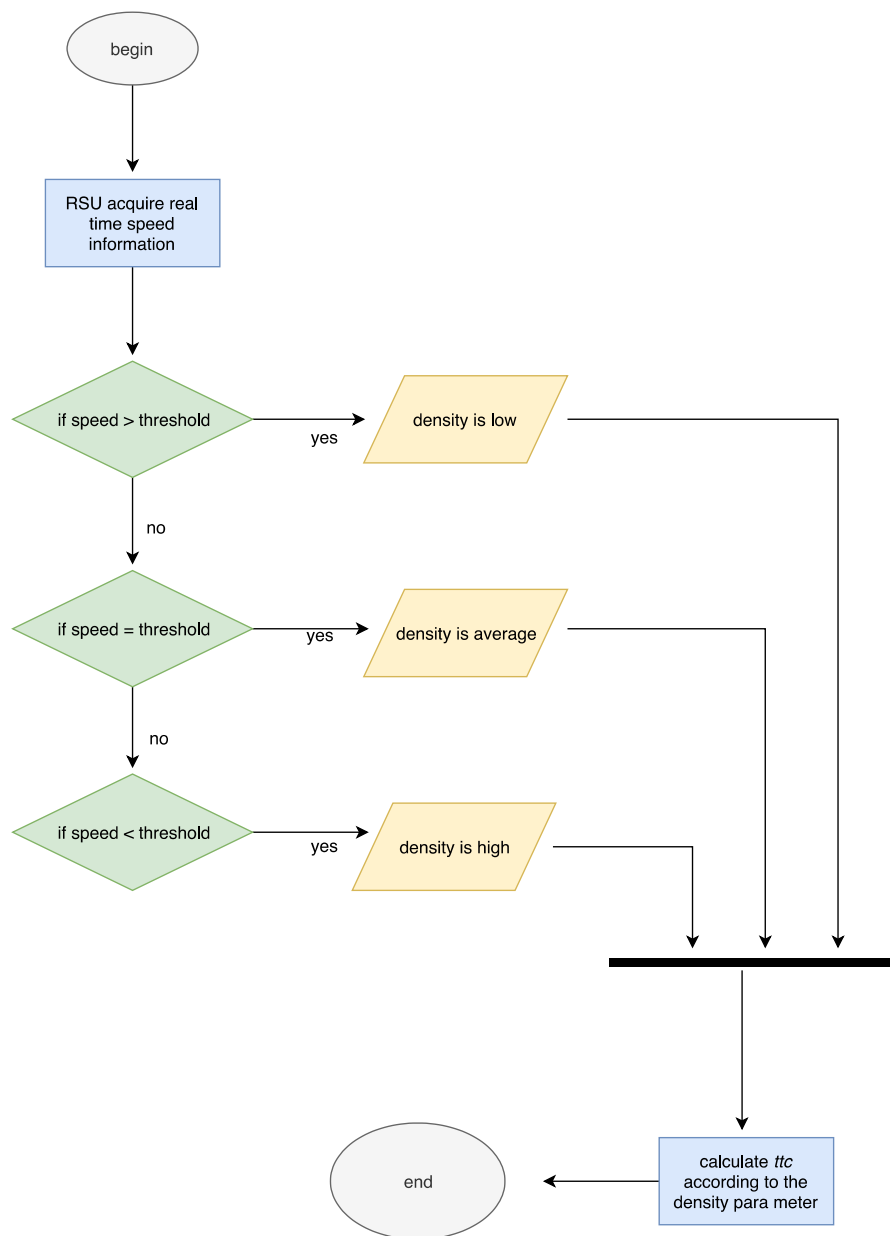 begin
RSU acquire real
time speed
information
if speed > threshold
yes
density is low
no
if speed = threshold
yes
density is average
no
if speed < threshold
yes
density is high
calculate ttc
according to the
density para meter
end